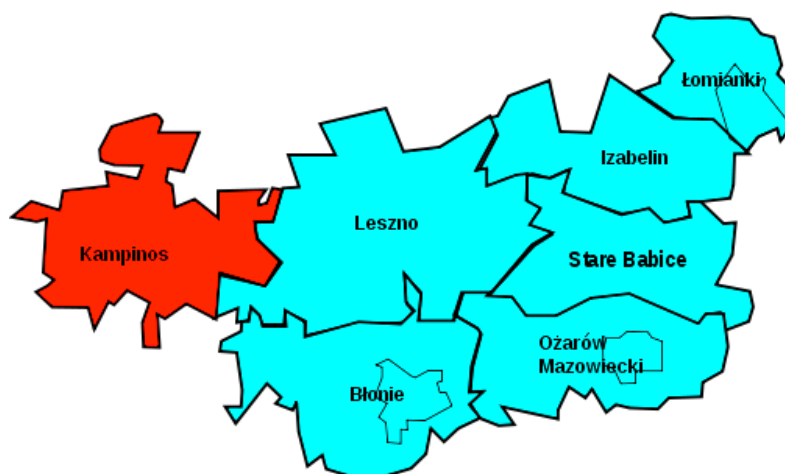 Łomianki
Izabelin
Leszno
Kampinos
Stare Babice
Ożarów
Mazowiecki
Błonie